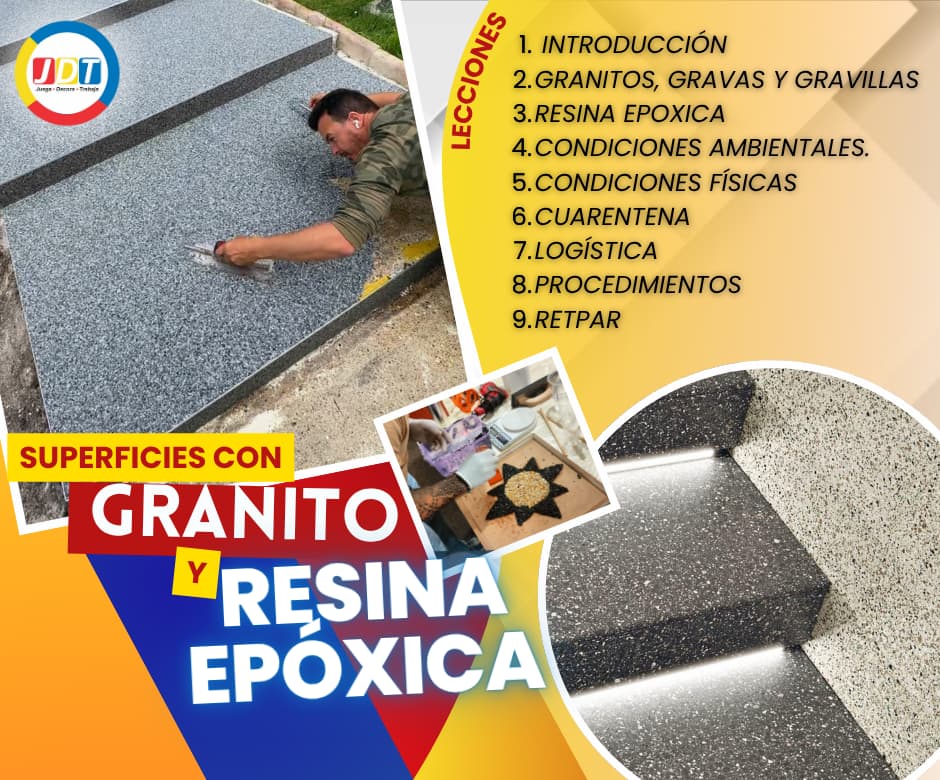 JDT
Juega - Decora - Trabaja
LECCIONES
1. INTRODUCCIÓN
2. GRANITOS, GRAVAS Y GRAVILLAS
3. RESINA EPOXICA
4. CONDICIONES AMBIENTALES.
5. CONDICIONES FÍSICAS
6. CUARENTENA
7. LOGÍSTICA
8. PROCEDIMIENTOS
9. RETPAR
SUPERFICIES CON
GRANITO
Y
RESINA
EPÓXICA